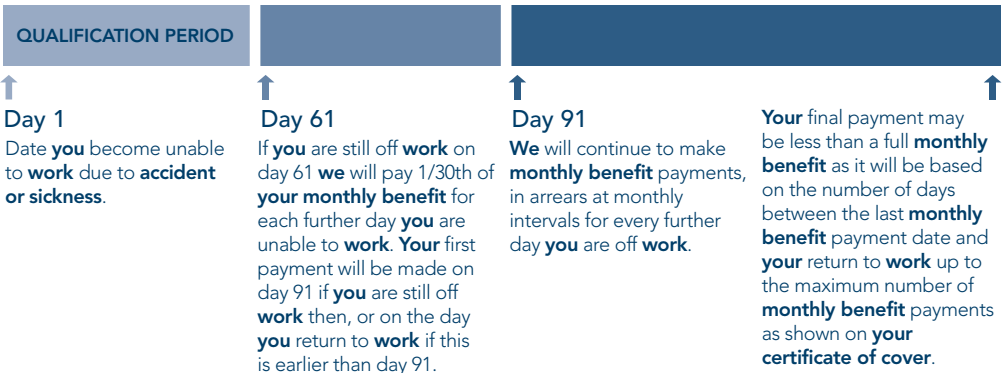 QUALIFICATION PERIOD
Day 1
Date you become unable
to work due to accident
or sickness.
Day 61
If you are still off work on
day 61 we will pay 1/30th of
your monthly benefit for
each further day you are
unable to work. Your first
payment will be made on
day 91 if you are still off
work then, or on the day
you return to work if this
is earlier than day 91.
Day 91
We will continue to make
monthly benefit payments,
in arrears at monthly
intervals for every further
day you are off work.
Your final payment may
be less than a full monthly
benefit as it will be based
on the number of days
between the last monthly
benefit payment date and
your return to work up to
the maximum number of
monthly benefit payments
as shown on your
certificate of cover.